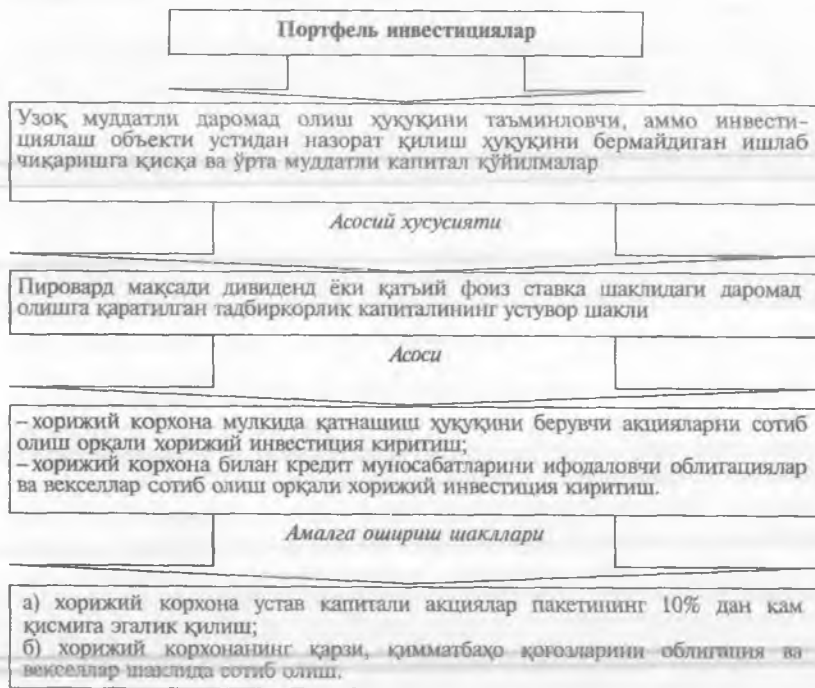 Портфель инвестициялар
Узоқ муддатли даромад олиш ҳуқуқини таъминловчи, аммо инвести-
циялаш объекти устидан назорат қилиш ҳуқуқини бермайдиган ишлаб
чиқаришга қисқа ва ўрта муддатли капитал қўйилмалар
Асосий хусусияти
Пировард мақсади дивиденд ёки қатъий фоиз ставка шаклидаги даромад
олишга қаратилган тадбиркорлик капиталининг устувор шакли
Асоси
– хорижий корхона мулкида қатнашиш ҳуқуқини берувчи акцияларни сотиб
олиш орқали хорижий инвестиция киритиш;
– хорижий корхона билан кредит муносабатларини ифодаловчи облигациялар
ва векселлар сотиб олиш орқали хорижий инвестиция киритиш.
Амалга ошириш шакллари
а) хорижий корхона устав капитали акциялар пакетининг 10% дан кам
қисмига эгалик қилиш;
б) хорижий корхонанинг қарзи, қимматбаҳо қоғозларини облигация ва
векселлар шаклида сотиб олиш.